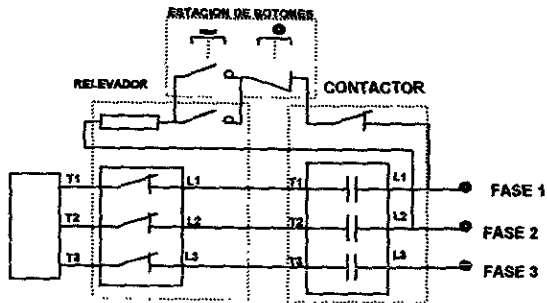 ESTACION DE BOTONES
RELEVADOR
CONTACTOR
T1 L1 T1 L1 FASE 1
T2 L2 T2 L2 FASE 2
T3 L3 T3 L3 FASE 3